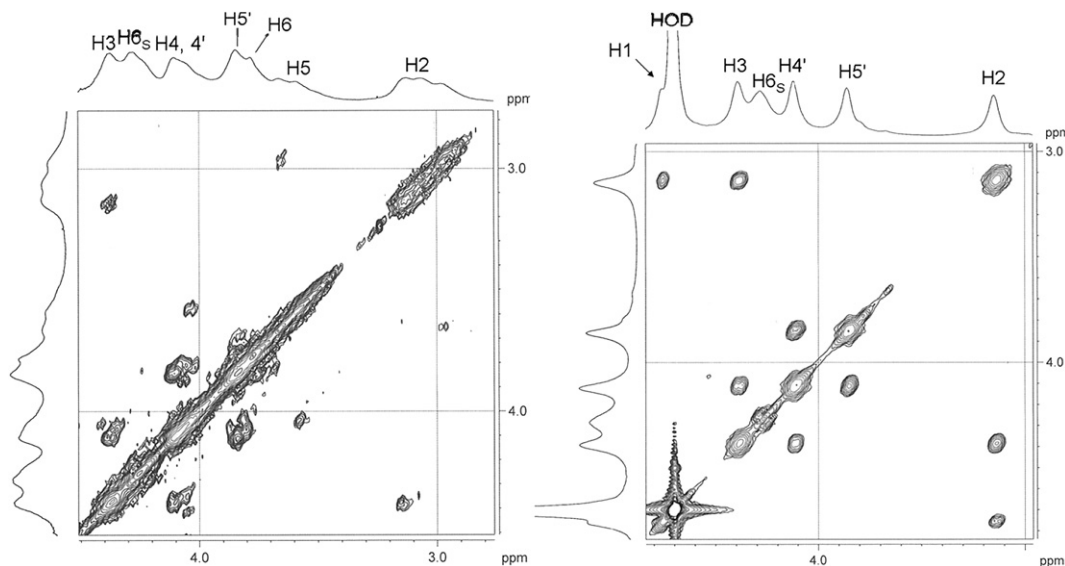 H5'
H6
H3 H6S H4, 4'
H5
H2
ppm
3.0
4.0
4.0
3.0
ppm
HOD
H1
H3
H6S
H4'
H5'
H2
ppm
3.0
4.0
4.0
ppm